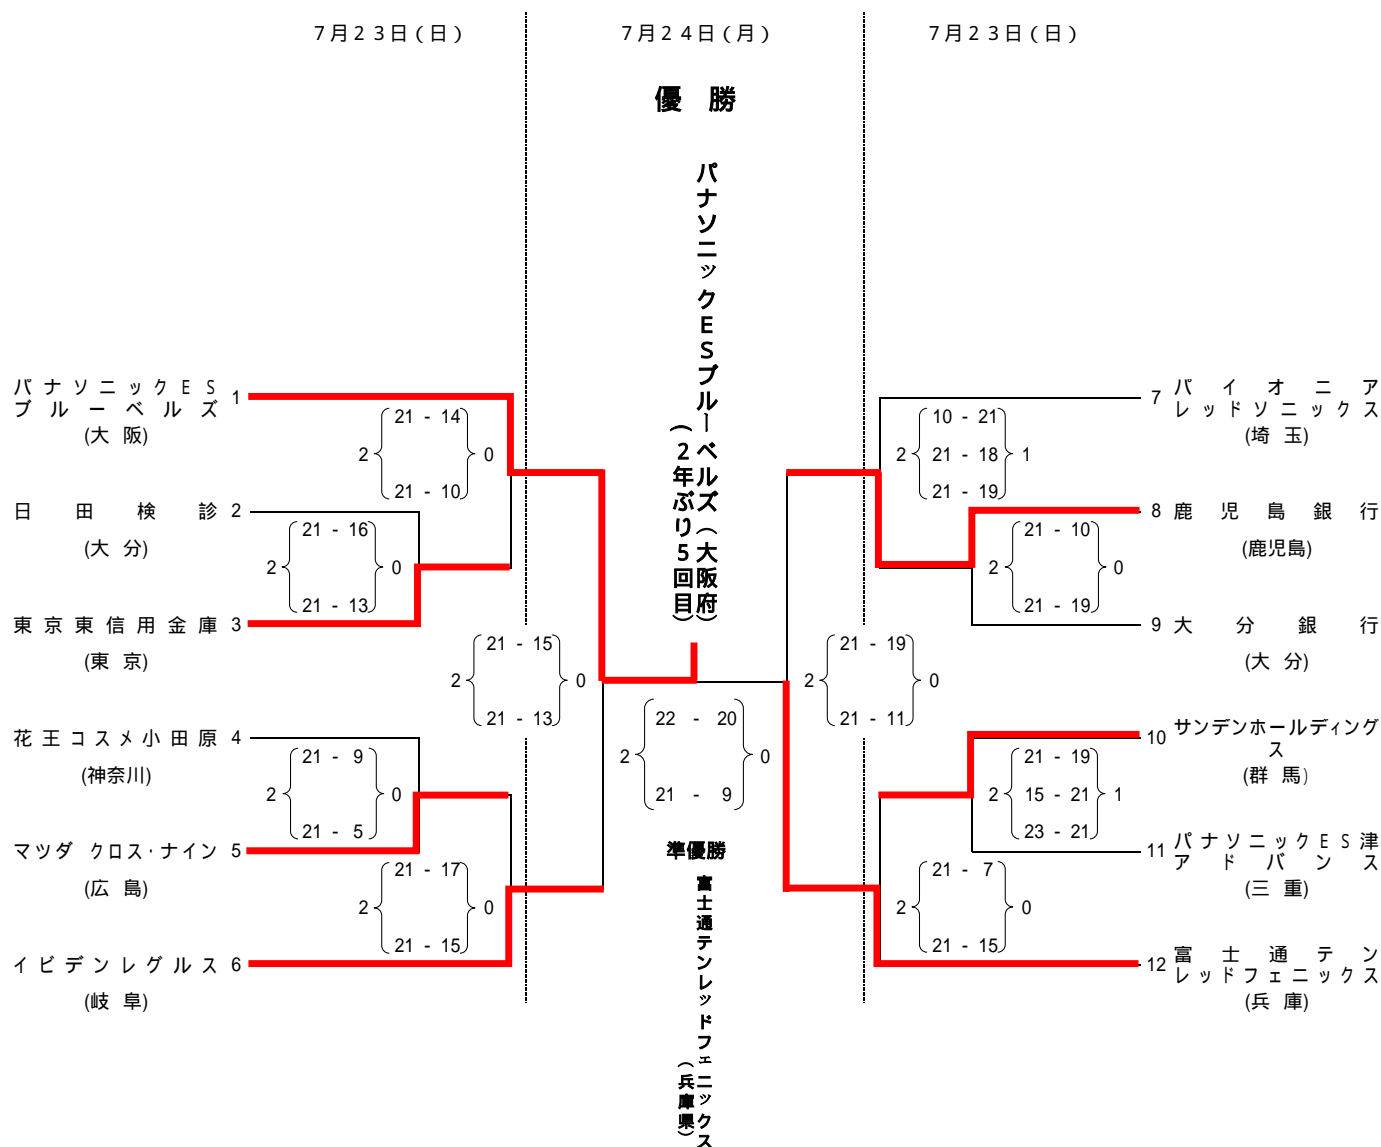 7月23日(日)
7月24日(月)
7月23日(日)
優 勝
パナソニックESブルーベルズ(大阪府)
(2年ぶり5回目)
パナソニックES
ブルーベルズ
1
(大 阪)
21 - 14
2 0
21 - 10
日田検診 2
(大 分)
21 - 16
2 0
21 - 13
東京東信用金庫 3
(東 京)
21 - 15
2 0
21 - 13
花王コスメ小田原 4
(神奈川)
21 - 9
2 0
21 - 5
マツダ クロス・ナイン 5
(広 島)
21 - 17
2 0
21 - 15
イビデンレグルス 6
(岐 阜)
22 - 20
2 0
21 - 9
準優勝
富士通テンレッドフェニックス
(兵庫県)
7 パイオニア
レッドソニックス
(埼 玉)
10 - 21
2 21 - 18 1
21 - 19
8 鹿児島銀行
(鹿児島)
21 - 10
2 0
21 - 19
9 大分銀行
(大 分)
21 - 19
2 0
21 - 11
10 サンデンホールディング
ス
(群 馬)
21 - 19
2 15 - 21 1
23 - 21
11 パナソニックES津
アドバンス
(三 重)
21 - 7
2 0
21 - 15
12 富士通テン
レッドフェニックス
(兵 庫)